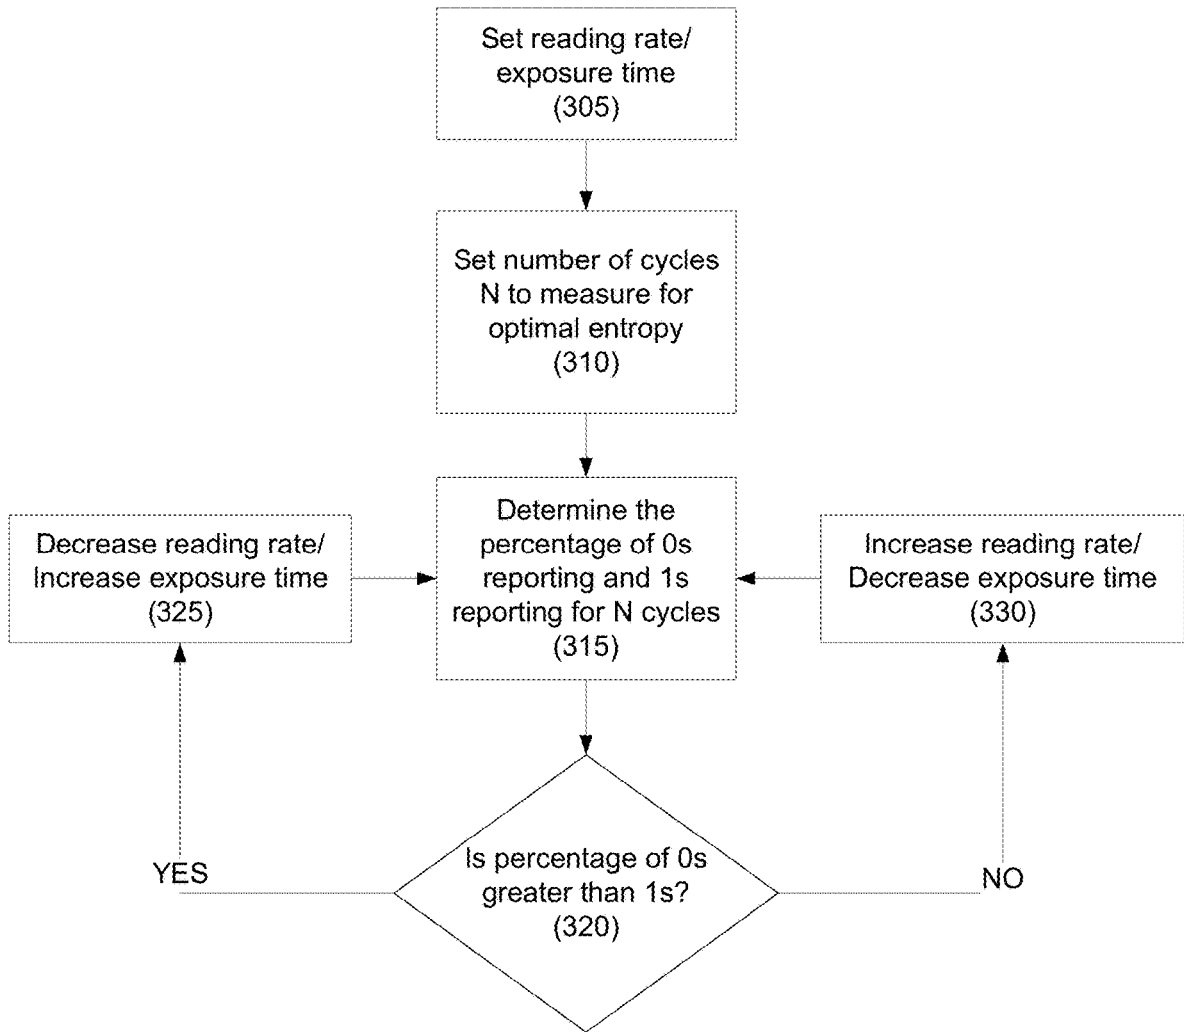 Set reading rate/
exposure time
(305)
Set number of cycles
N to measure for
optimal entropy
(310)
Determine the
percentage of 0s
reporting and 1s
reporting for N cycles
(315)
Decrease reading rate/
Increase exposure time
(325)
Increase reading rate/
Decrease exposure time
(330)
Is percentage of 0s
greater than 1s?
(320)
YES
NO